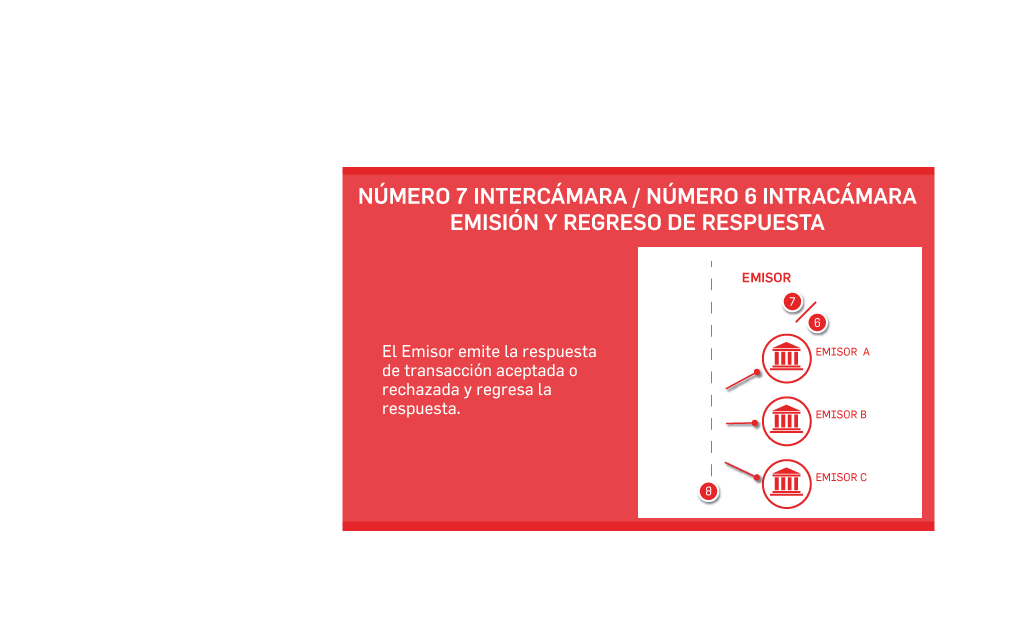 NÚMERO 7 INTERCÁMARA / NÚMERO 6 INTRACÁMARA
EMISIÓN Y REGRESO DE RESPUESTA
El Emisor emite la respuesta
de transacción aceptada o
rechazada y regresa la
respuesta.
EMISOR
7
6
EMISOR A
EMISOR B
EMISOR C
8